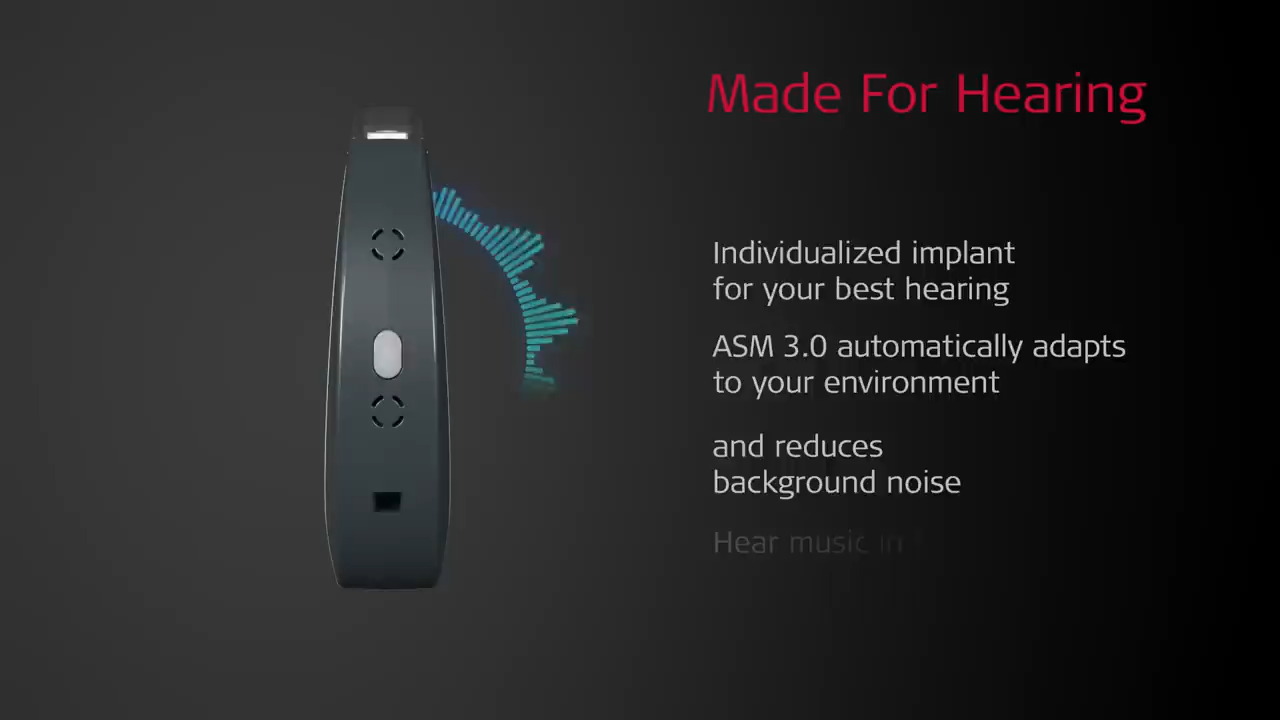 Made For Hearing
Individualized implant
for your best hearing
ASM 3.0 automatically adapts
to your environment
and reduces
background noise
Hear music in